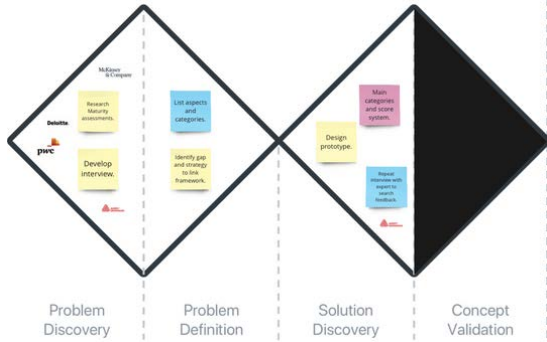 McKinsey
& Company
Research
Maturity
assessments.
Deloitte
pwc
Develop
interview.
List aspects
and
categories.
Identify gap
and strategy
to link
framework.
Main
categories
and score
system.
Design
prototype.
Repeat
interview with
expert to
search
feedback.
Problem
Discovery
Problem
Definition
Solution
Discovery
Concept
Validation